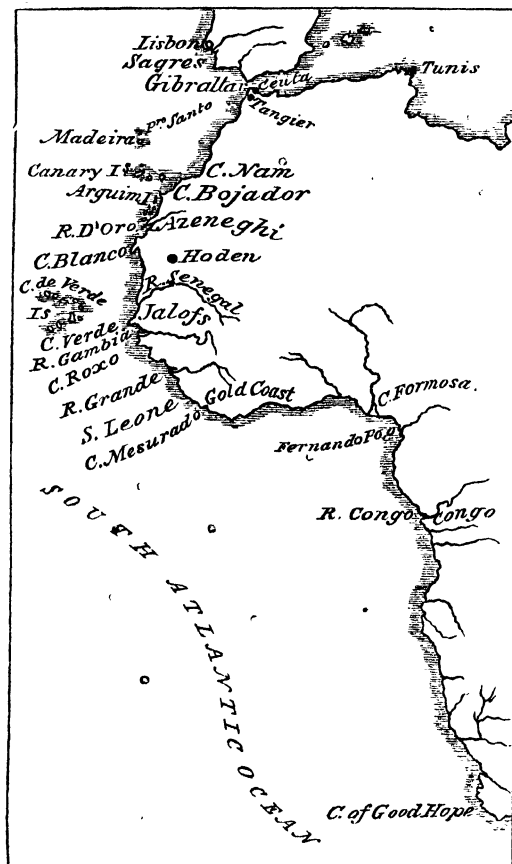 Lisbon
Sagres
Gibraltar
Ceuta
Tunis
Tangier
Pto. Santo
Madeira
Canary Is
C. Nam
Arguim I
C. Bojador
R. D'Oro
Azeneghi
C. Blanco
Hoden
C. de Verde
Is
R. Senegal
Jalofs
C. Verde
R. Gambia
C. Roxo
R. Grande
Gold Coast
C. Formosa.
S. Leone
C. Mesurado
Fernando Póo
R. Congo
Congo
SOUTH ATLANTIC OCEAN
C. of Good Hope